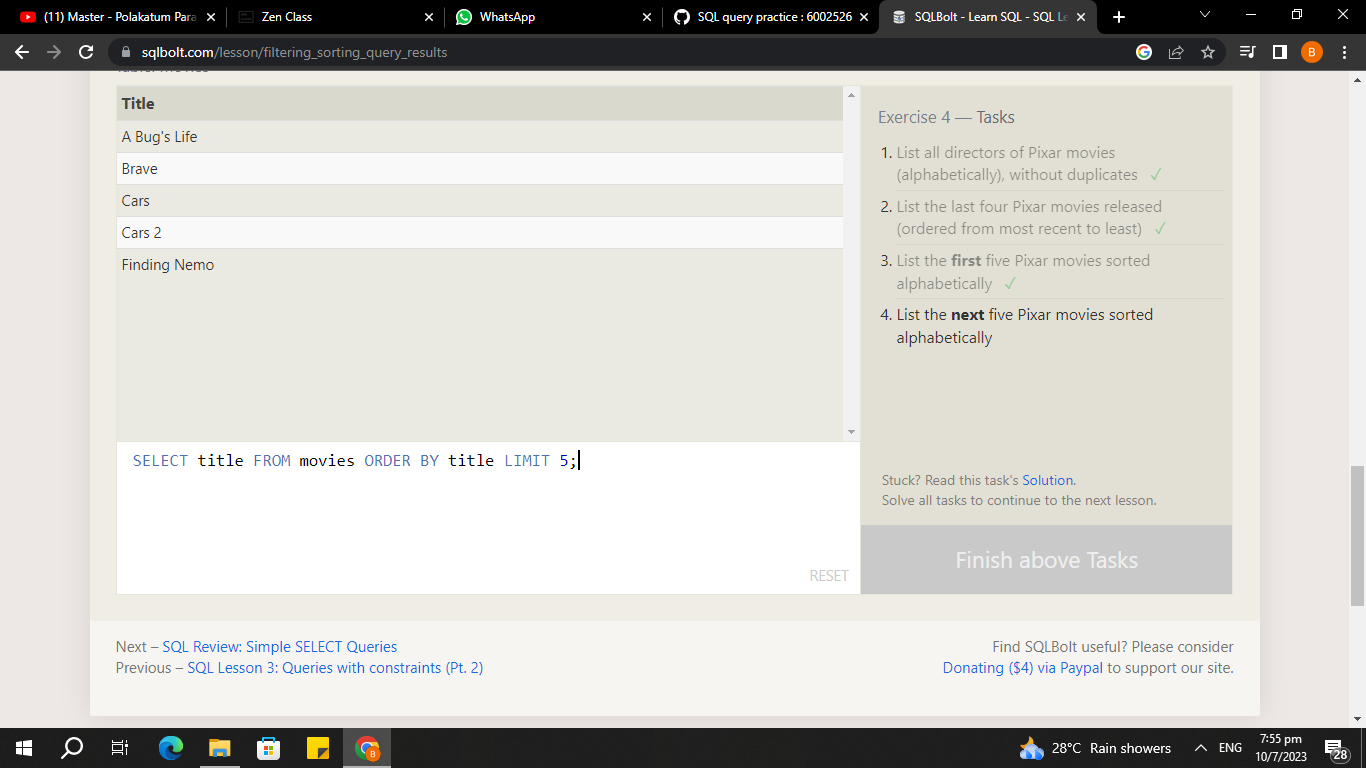 (11) Master - Polakatum Para
Zen Class
WhatsApp
SQL query practice : 6002526
SQLBolt - Learn SQL - SQL Le
sqlbolt.com/lesson/filtering_sorting_query_results
B
Title
A Bug's Life
Brave
Cars
Cars 2
Finding Nemo
SELECT title FROM movies ORDER BY title LIMIT 5;
RESET
Exercise 4 — Tasks
1. List all directors of Pixar movies
(alphabetically), without duplicates ✓
2. List the last four Pixar movies released
(ordered from most recent to least) ✓
3. List the first five Pixar movies sorted
alphabetically ✓
4. List the next five Pixar movies sorted
alphabetically
Stuck? Read this task's Solution.
Solve all tasks to continue to the next lesson.
Finish above Tasks
Next – SQL Review: Simple SELECT Queries
Previous – SQL Lesson 3: Queries with constraints (Pt. 2)
Find SQLBolt useful? Please consider
Donating ($4) via Paypal to support our site.
28°C Rain showers
ENG
7:55 pm
10/7/2023
28